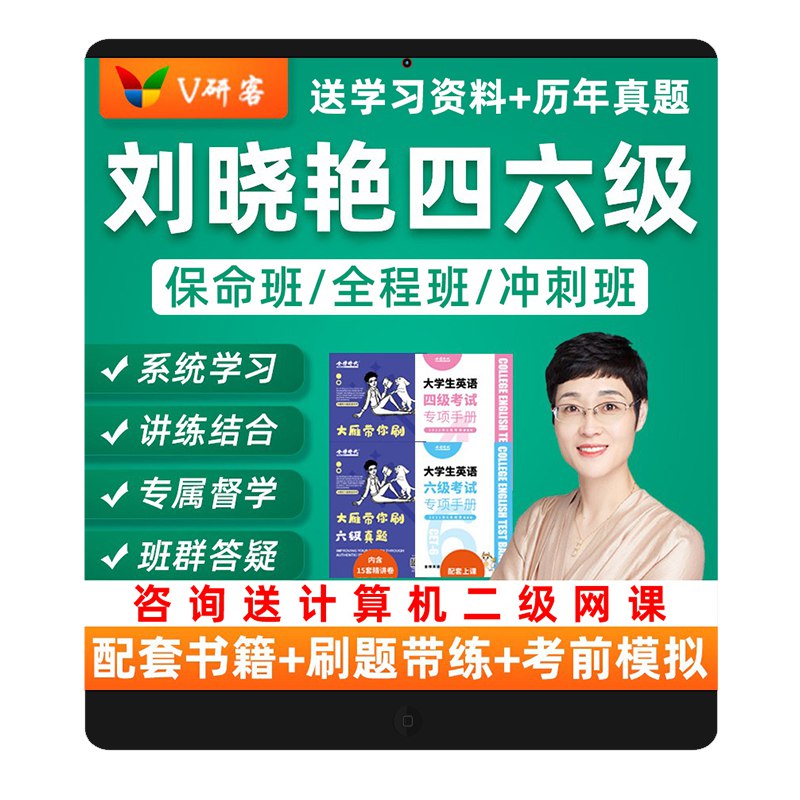 V研客
送学习资料+历年真题
刘晓艳四六级
保命班/全程班/冲刺班
系统学习
讲练结合
专属督学
班群答疑
大雁带你刷
大学生英语
四级考试
专项手册
COLLEGE ENGLISH TE
大雁带你刷
六级真题
内含
15套精讲卷
大学生英语
六级考试
专项手册
COLLEGE ENGLISH TEST BA
配套上课
咨询送计算机二级网课
配套书籍+刷题带练+考前模拟